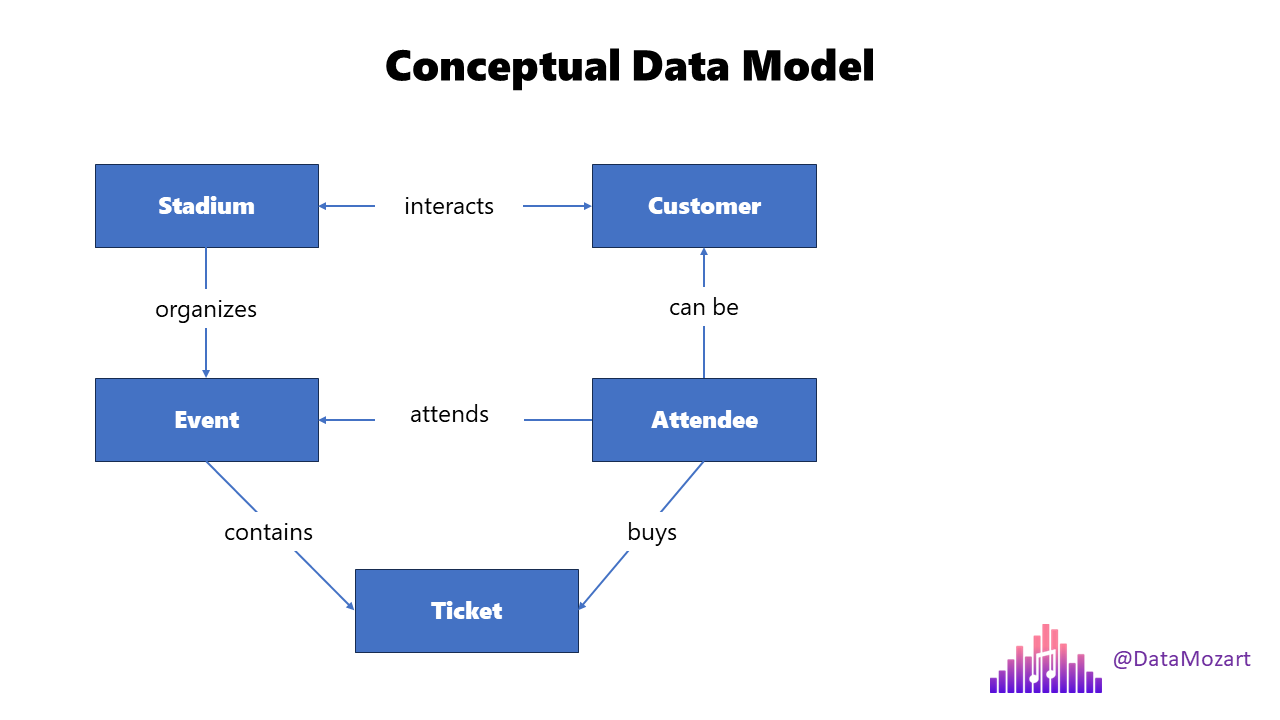 Conceptual Data Model
Stadium
interacts
Customer
organizes
can be
Event
attends
Attendee
contains
buys
Ticket
@DataMozart